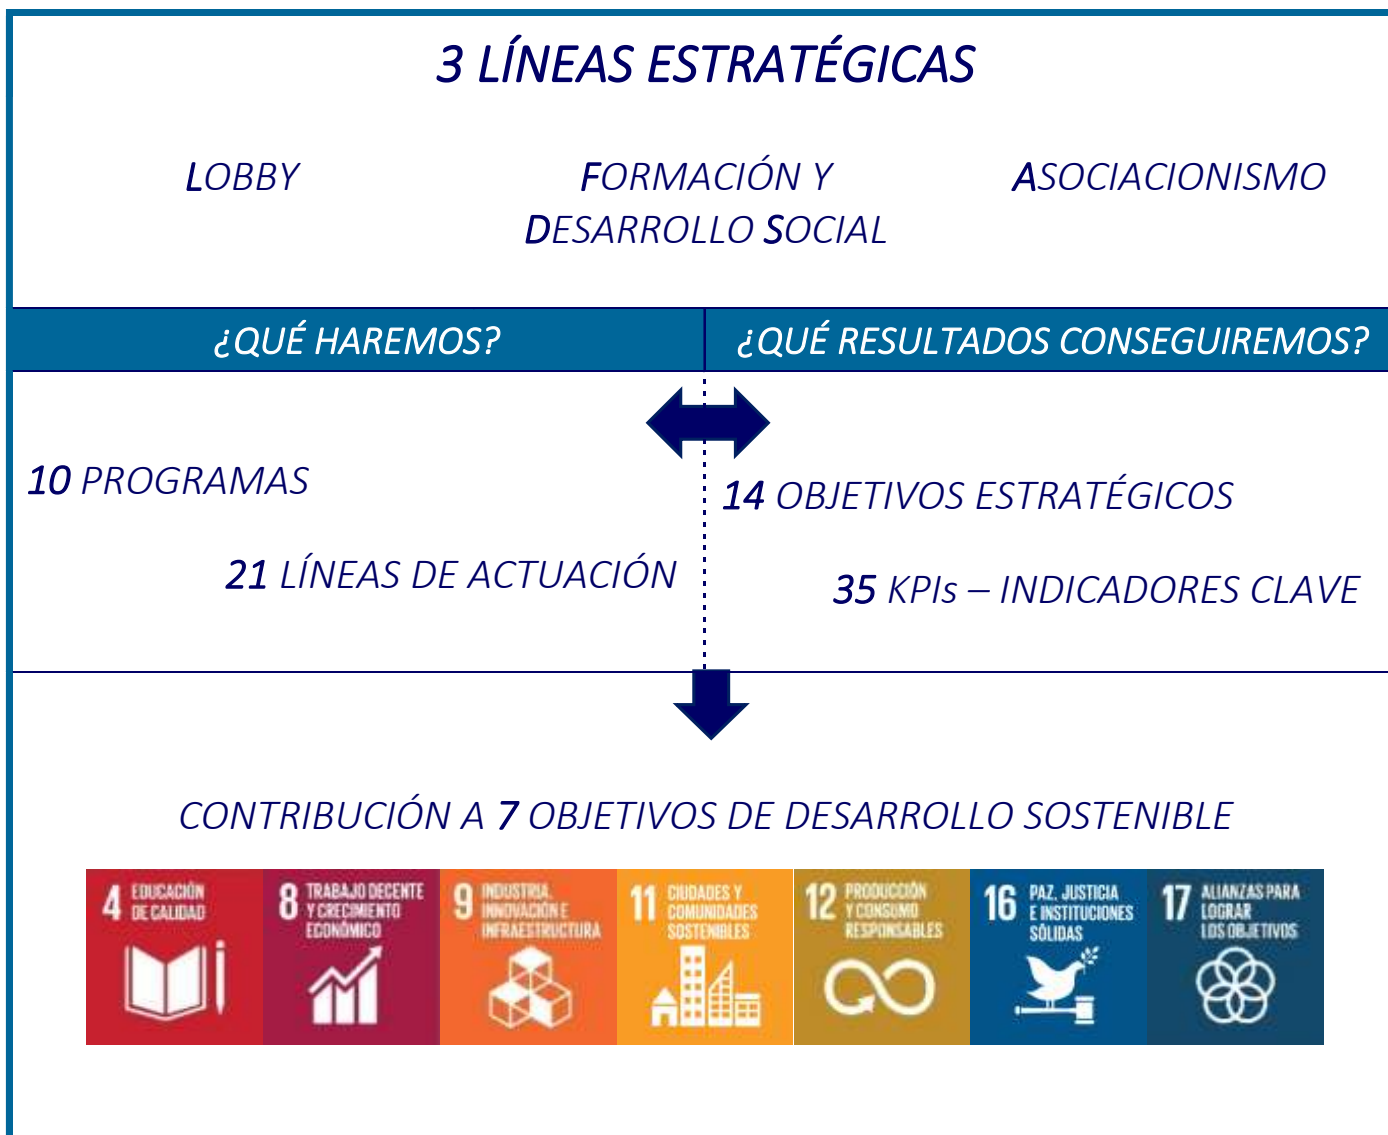 3 LÍNEAS ESTRATÉGICAS
LOBBY
FORMACIÓN Y
DESARROLLO SOCIAL
ASOCIACIONISMO
¿QUÉ HAREMOS?
¿QUÉ RESULTADOS CONSEGUIREMOS?
10 PROGRAMAS
21 LÍNEAS DE ACTUACIÓN
14 OBJETIVOS ESTRATÉGICOS
35 KPIs – INDICADORES CLAVE
CONTRIBUCIÓN A 7 OBJETIVOS DE DESARROLLO SOSTENIBLE
4 EDUCACIÓN
DE CALIDAD
8 TRABAJO DECENTE
Y CRECIMIENTO
ECONÓMICO
9 INDUSTRIA,
INNOVACIÓN E
INFRAESTRUCTURA
11 CIUDADES Y
COMUNIDADES
SOSTENIBLES
12 PRODUCCIÓN
Y CONSUMO
RESPONSABLES
16 PAZ, JUSTICIA
E INSTITUCIONES
SÓLIDAS
17 ALIANZAS PARA
LOGRAR
LOS OBJETIVOS